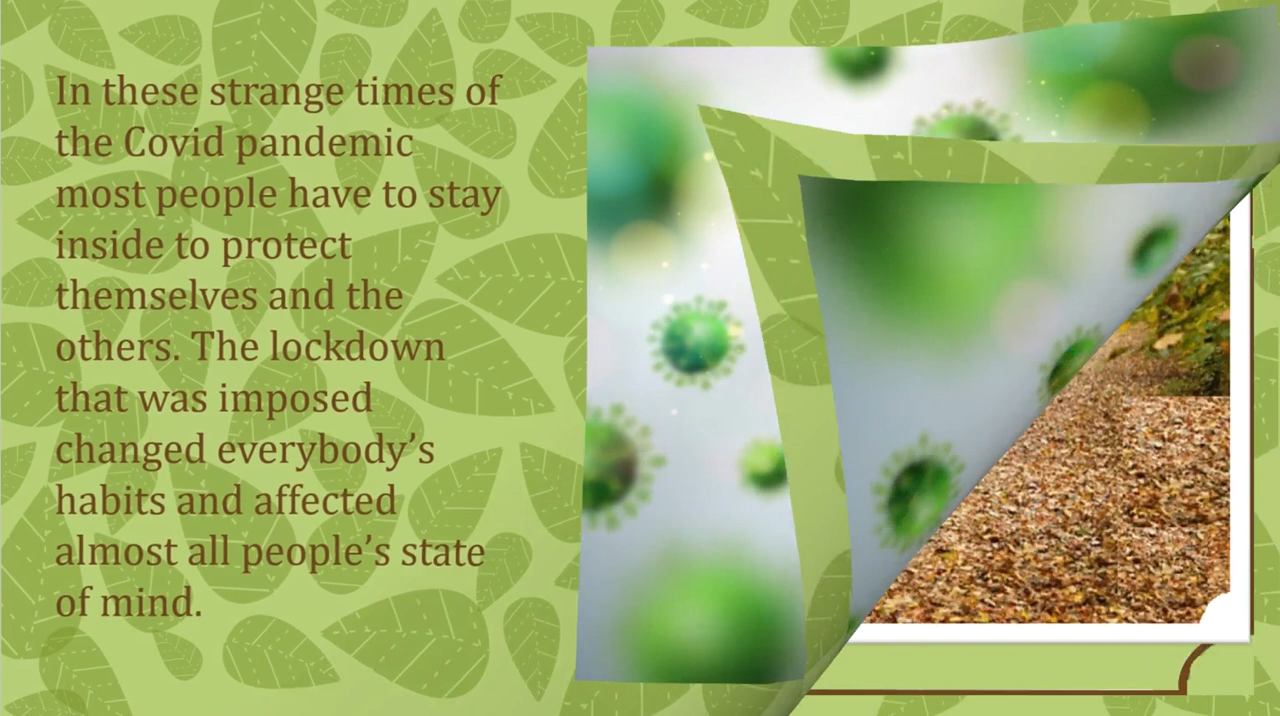 In these strange times of
the Covid pandemic
most people have to stay
inside to protect
themselves and the
others. The lockdown
that was imposed
changed everybody’s
habits and affected
almost all people’s state
of mind.